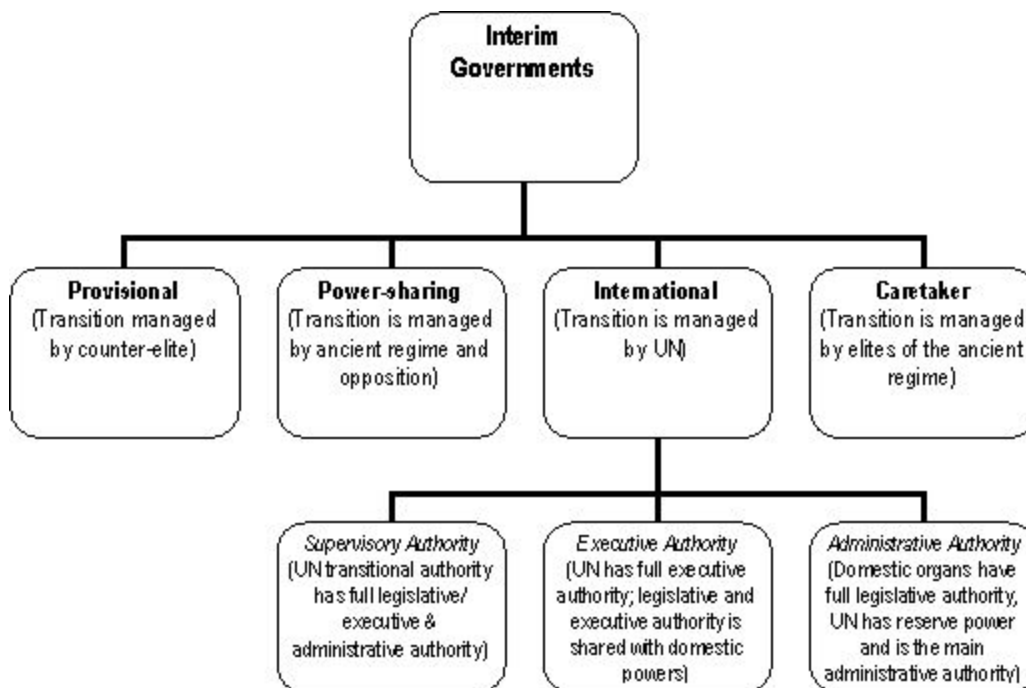 Interim
Governments
Provisional
(Transition managed
by counter-elite)
Power-sharing
(Transition is managed
by ancient regime and
opposition)
International
(Transition is managed
by UN)
Caretaker
(Transition is managed
by elites of the ancient
regime)
Supervisory Authority
(UN transitional authority
has full legislative/
executive &
administrative authority)
Executive Authority
(UN has full executive
authority; legislative and
executive authority is
shared with domestic
powers)
Administrative Authority
(Domestic organs have
full legislative authority,
UN has reserve power
and is the main
administrative authority)